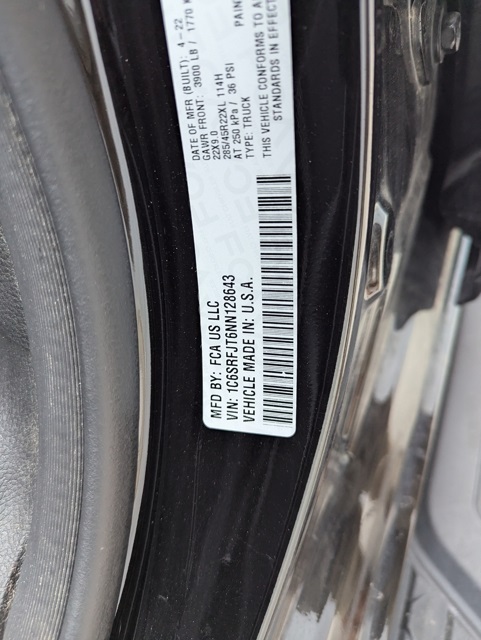 MFD BY: FCA US LLC
DATE OF MFR (BUILT): 4-22
GAWR FRONT: 3900 LB / 1770 K
22X9.0
285/45R22XL 114H
AT 250 kPa / 36 PSI
TYPE: TRUCK
PAIN
THIS VEHICLE CONFORMS TO A
STANDARDS IN EFFECT
VIN: 1C6SRFJT6NN128643
VEHICLE MADE IN: U.S.A.